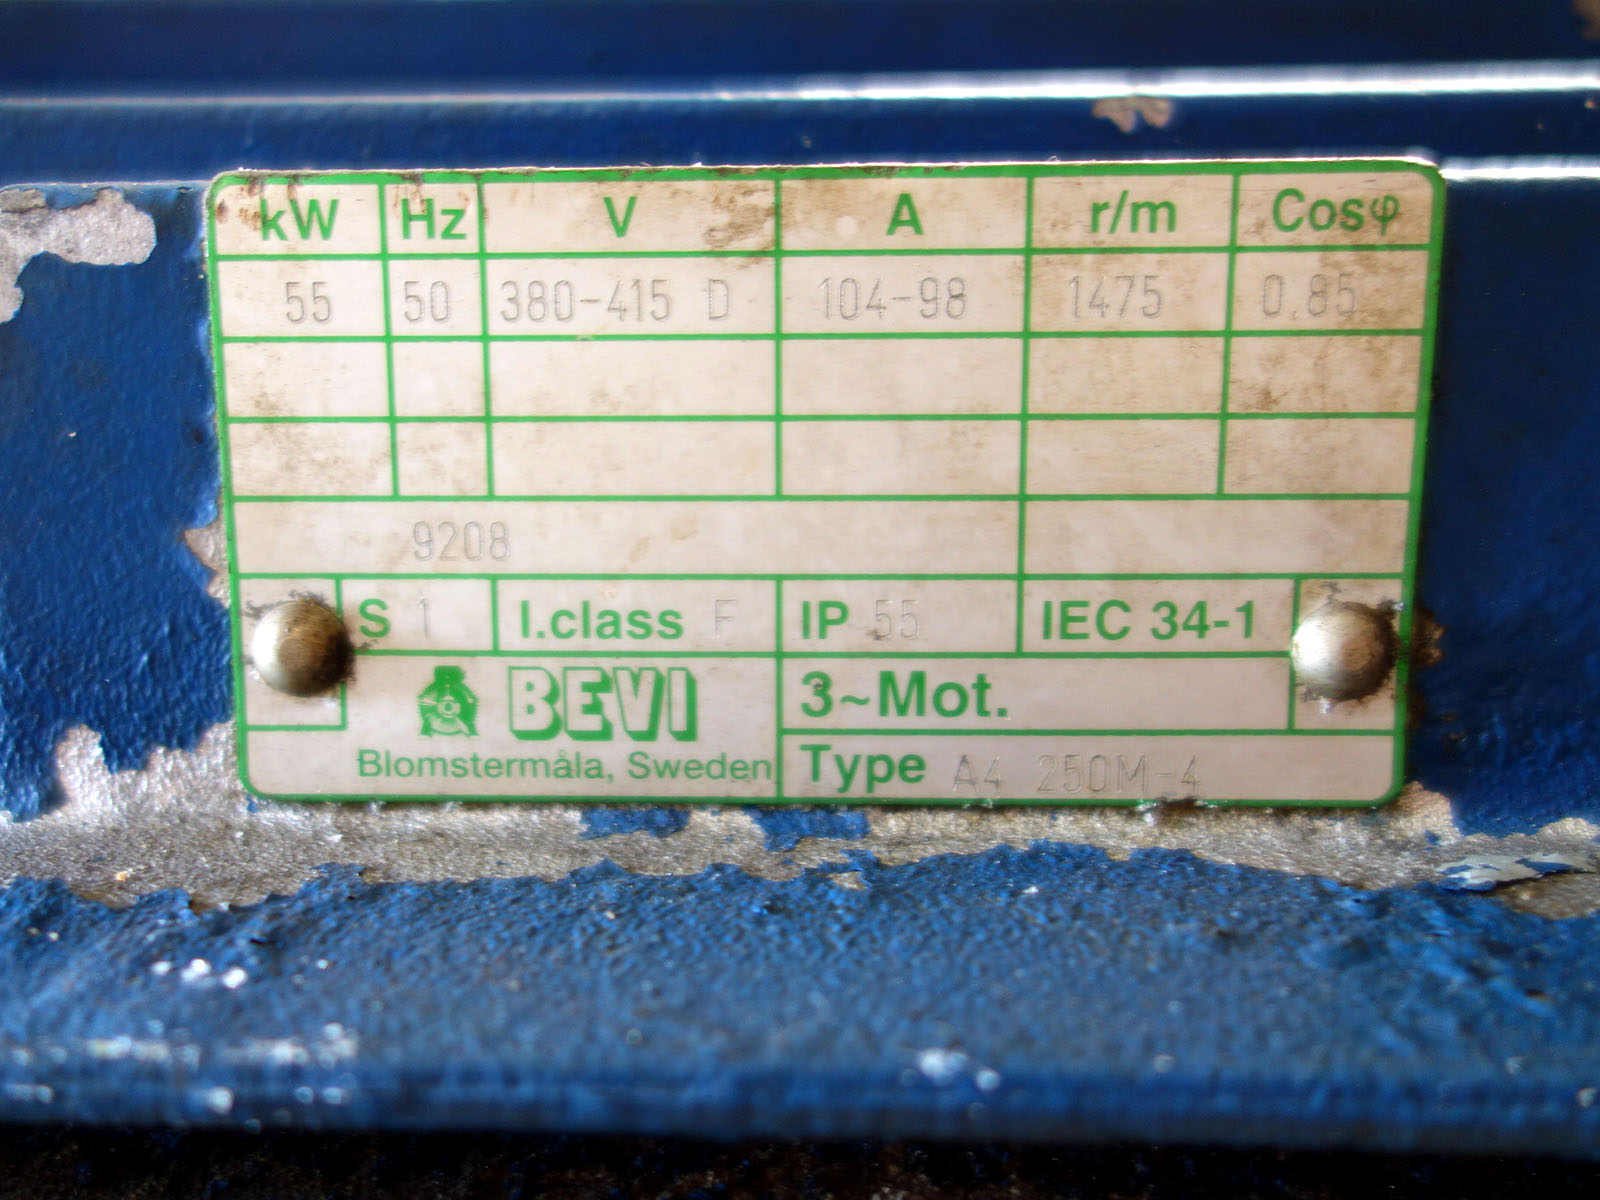 kW Hz V A r/m Cosφ
55 50 380-415 D 104-98 1475 0.85
9208
S 1 I.class F IP 55 IEC 34-1
BEVI
Blomstermåla, Sweden
3~Mot.
Type A4 250M-4